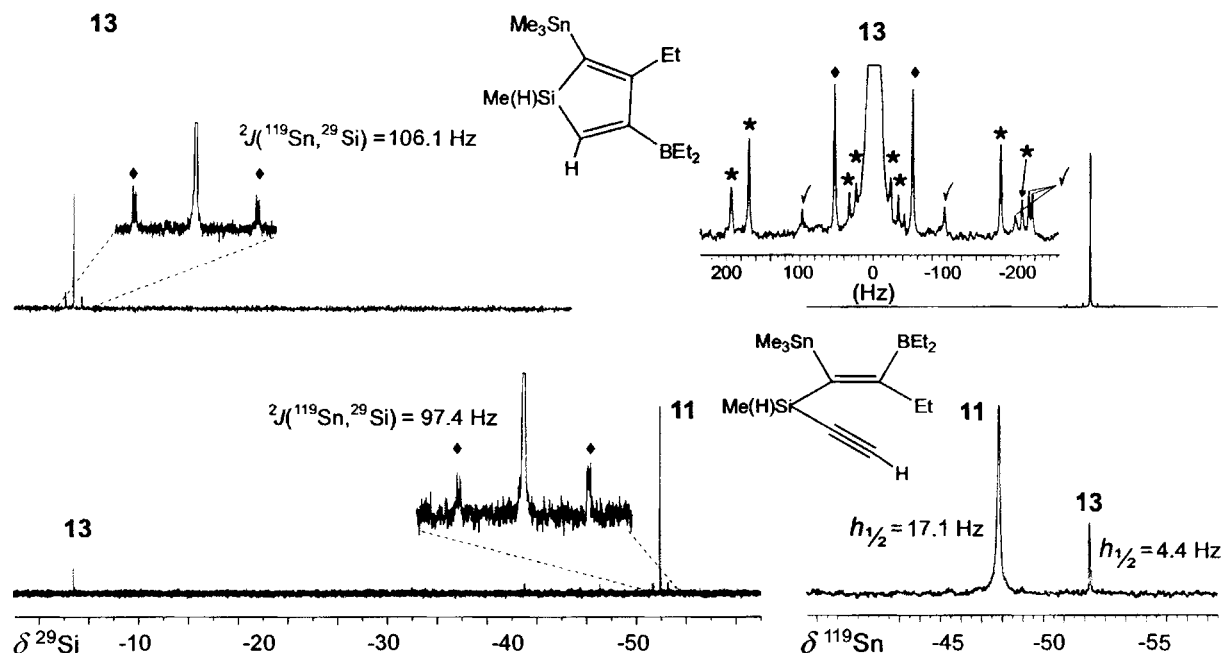 13
²J(¹¹⁹Sn,²⁹Si) = 106.1 Hz
♦ ♦
Me₃Sn
Et
Me(H)Si
BEt₂
H
13
♦ ♦
* * * * * * * *
200 100 0 -100 -200
(Hz)
²J(¹¹⁹Sn,²⁹Si) = 97.4 Hz
♦ ♦
11
13
Me₃Sn
BEt₂
Me(H)Si
Et
H
11
13
h½ = 17.1 Hz
h½ = 4.4 Hz
δ ²⁹Si -10 -20 -30 -40 -50
δ ¹¹⁹Sn -45 -50 -55